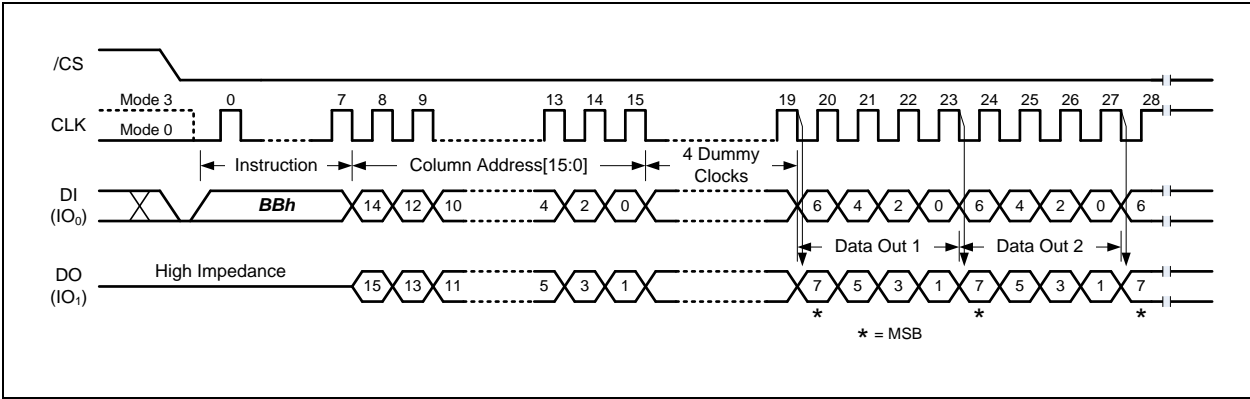 /CS
Mode 3 0 7 8 9 13 14 15 19 20 21 22 23 24 25 26 27 28
CLK Mode 0
Instruction Column Address[15:0] 4 Dummy
Clocks
DI
(IO0)
BBh 14 12 10 4 2 0 6 4 2 0 6 4 2 0 6
Data Out 1 Data Out 2
DO
(IO1)
High Impedance 15 13 11 5 3 1 7 5 3 1 7 5 3 1 7
* * *
* = MSB